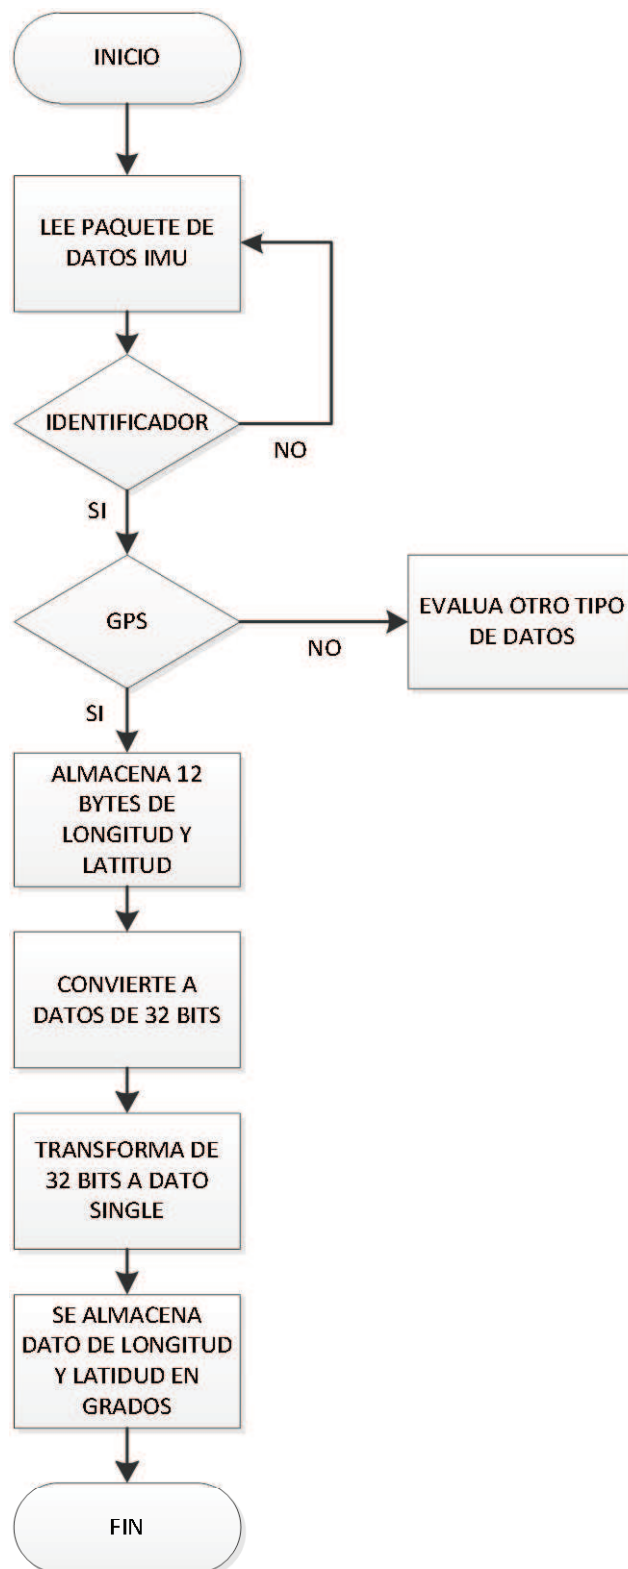 INICIO
LEE PAQUETE DE
DATOS IMU
IDENTIFICADOR
NO
SI
GPS
NO
EVALUA OTRO TIPO
DE DATOS
SI
ALMACENA 12
BYTES DE
LONGITUD Y
LATITUD
CONVIERTE A
DATOS DE 32 BITS
TRANSFORMA DE
32 BITS A DATO
SINGLE
SE ALMACENA
DATO DE LONGITUD
Y LATIDUD EN
GRADOS
FIN